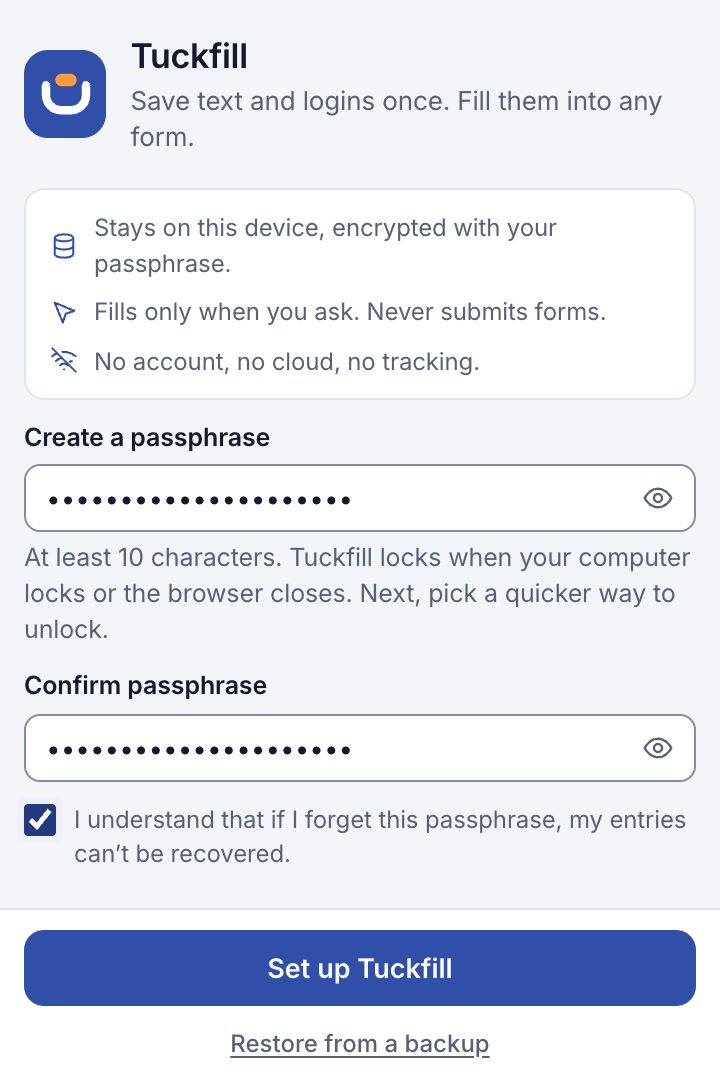 Tuckfill
Save text and logins once. Fill them into any
form.
Stays on this device, encrypted with your
passphrase.
Fills only when you ask. Never submits forms.
No account, no cloud, no tracking.
Create a passphrase
•••••••••••••••••••••
At least 10 characters. Tuckfill locks when your computer
locks or the browser closes. Next, pick a quicker way to
unlock.
Confirm passphrase
•••••••••••••••••••••
I understand that if I forget this passphrase, my entries
can’t be recovered.
Set up Tuckfill
Restore from a backup